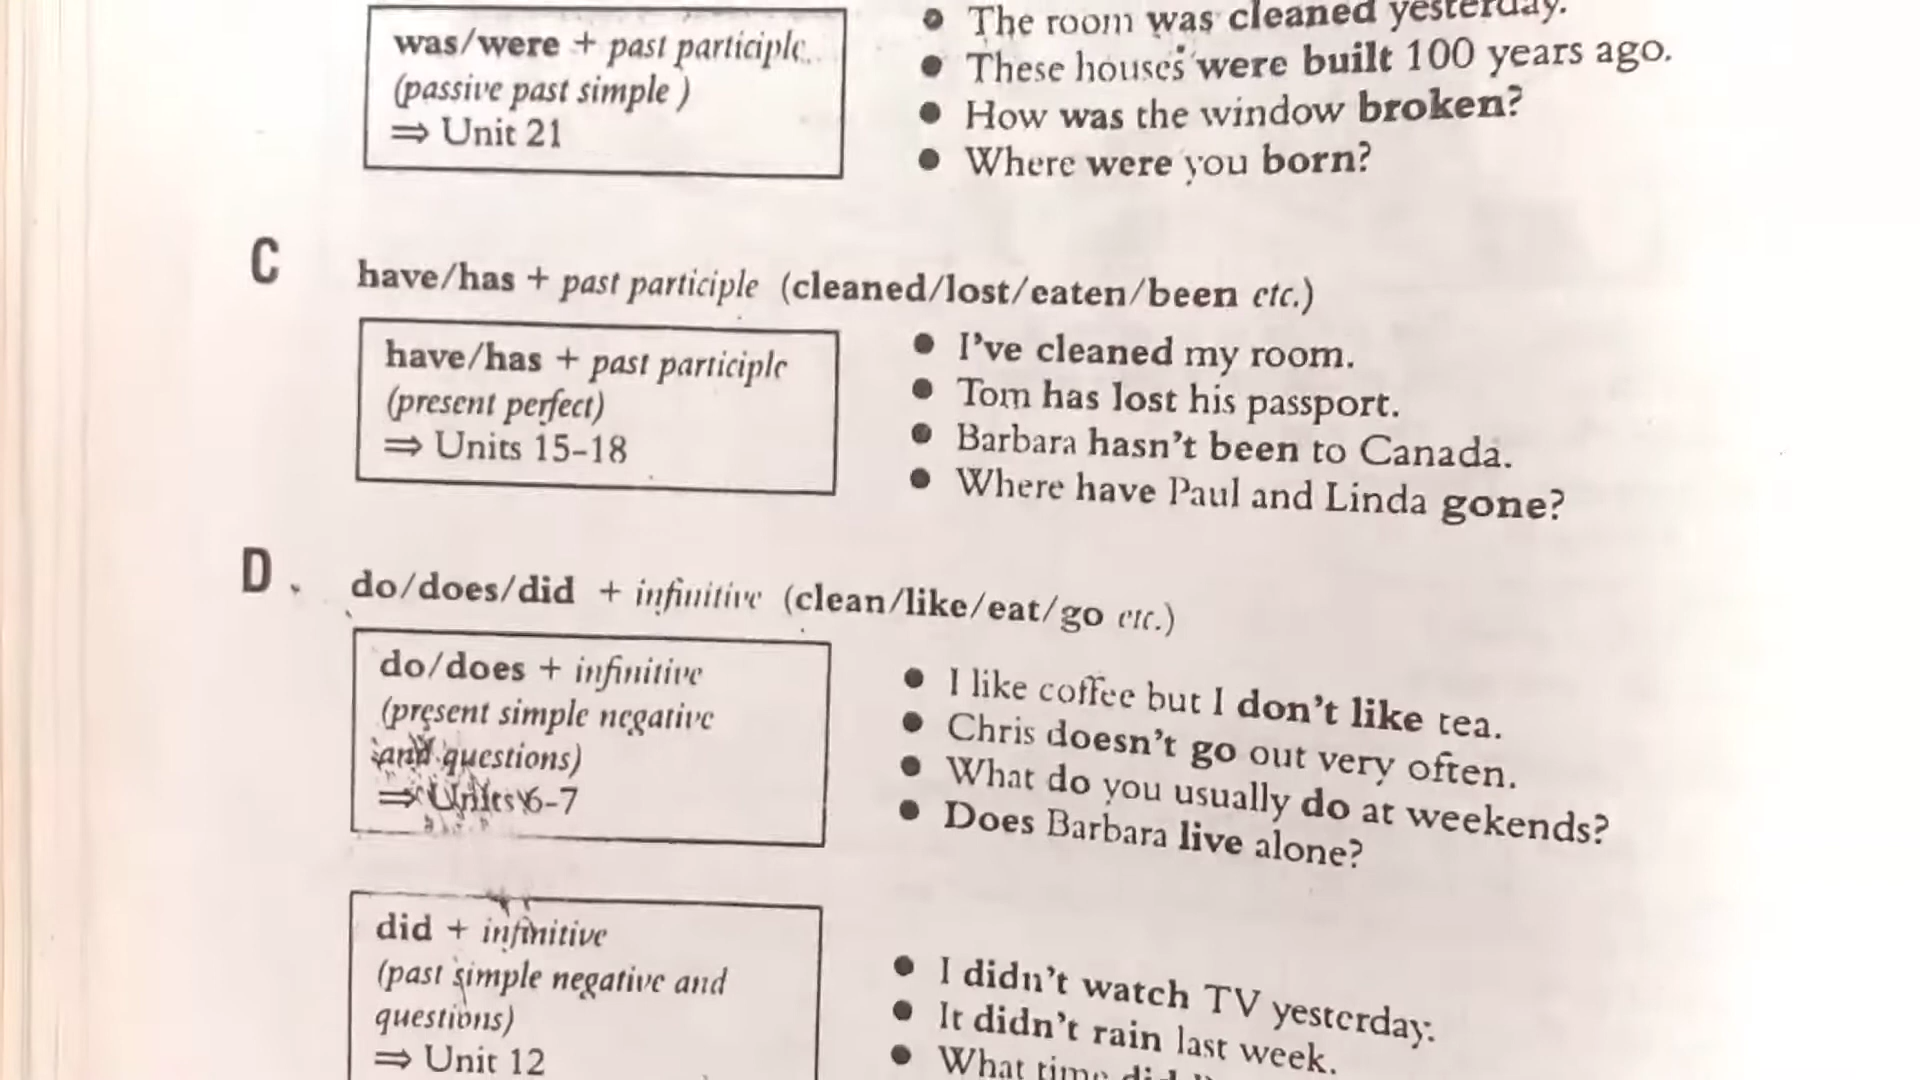 was/were + past participle
(passive past simple )
⇒ Unit 21
● The room was cleaned yesterday.
● These houses were built 100 years ago.
● How was the window broken?
● Where were you born?
C
have/has + past participle (cleaned/lost/eaten/been etc.)
have/has + past participle
(present perfect)
⇒ Units 15-18
● I've cleaned my room.
● Tom has lost his passport.
● Barbara hasn't been to Canada.
● Where have Paul and Linda gone?
D
do/does/did + infinitive (clean/like/eat/go etc.)
do/does + infinitive
(present simple negative
and questions)
⇒ Units 6-7
● I like coffee but I don't like tea.
● Chris doesn't go out very often.
● What do you usually do at weekends?
● Does Barbara live alone?
did + infinitive
(past simple negative and
questions)
⇒ Unit 12
● I didn't watch TV yesterday.
● It didn't rain last week.
● What time did